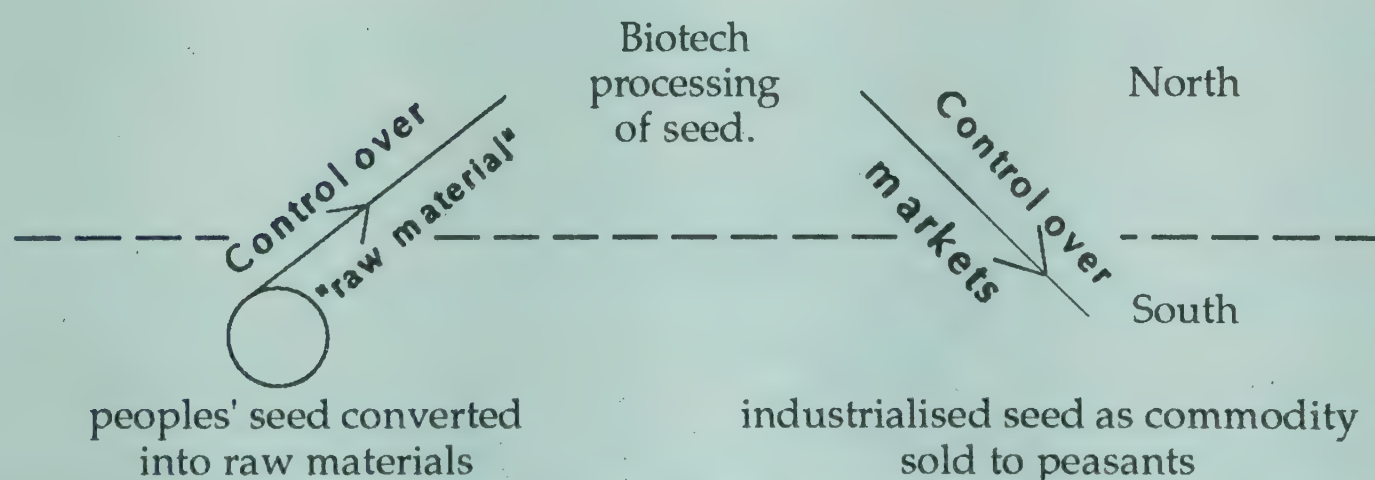 Biotech
processing
of seed.
North
Control over
"raw material"
Control over
markets
South
peoples' seed converted
into raw materials
industrialised seed as commodity
sold to peasants